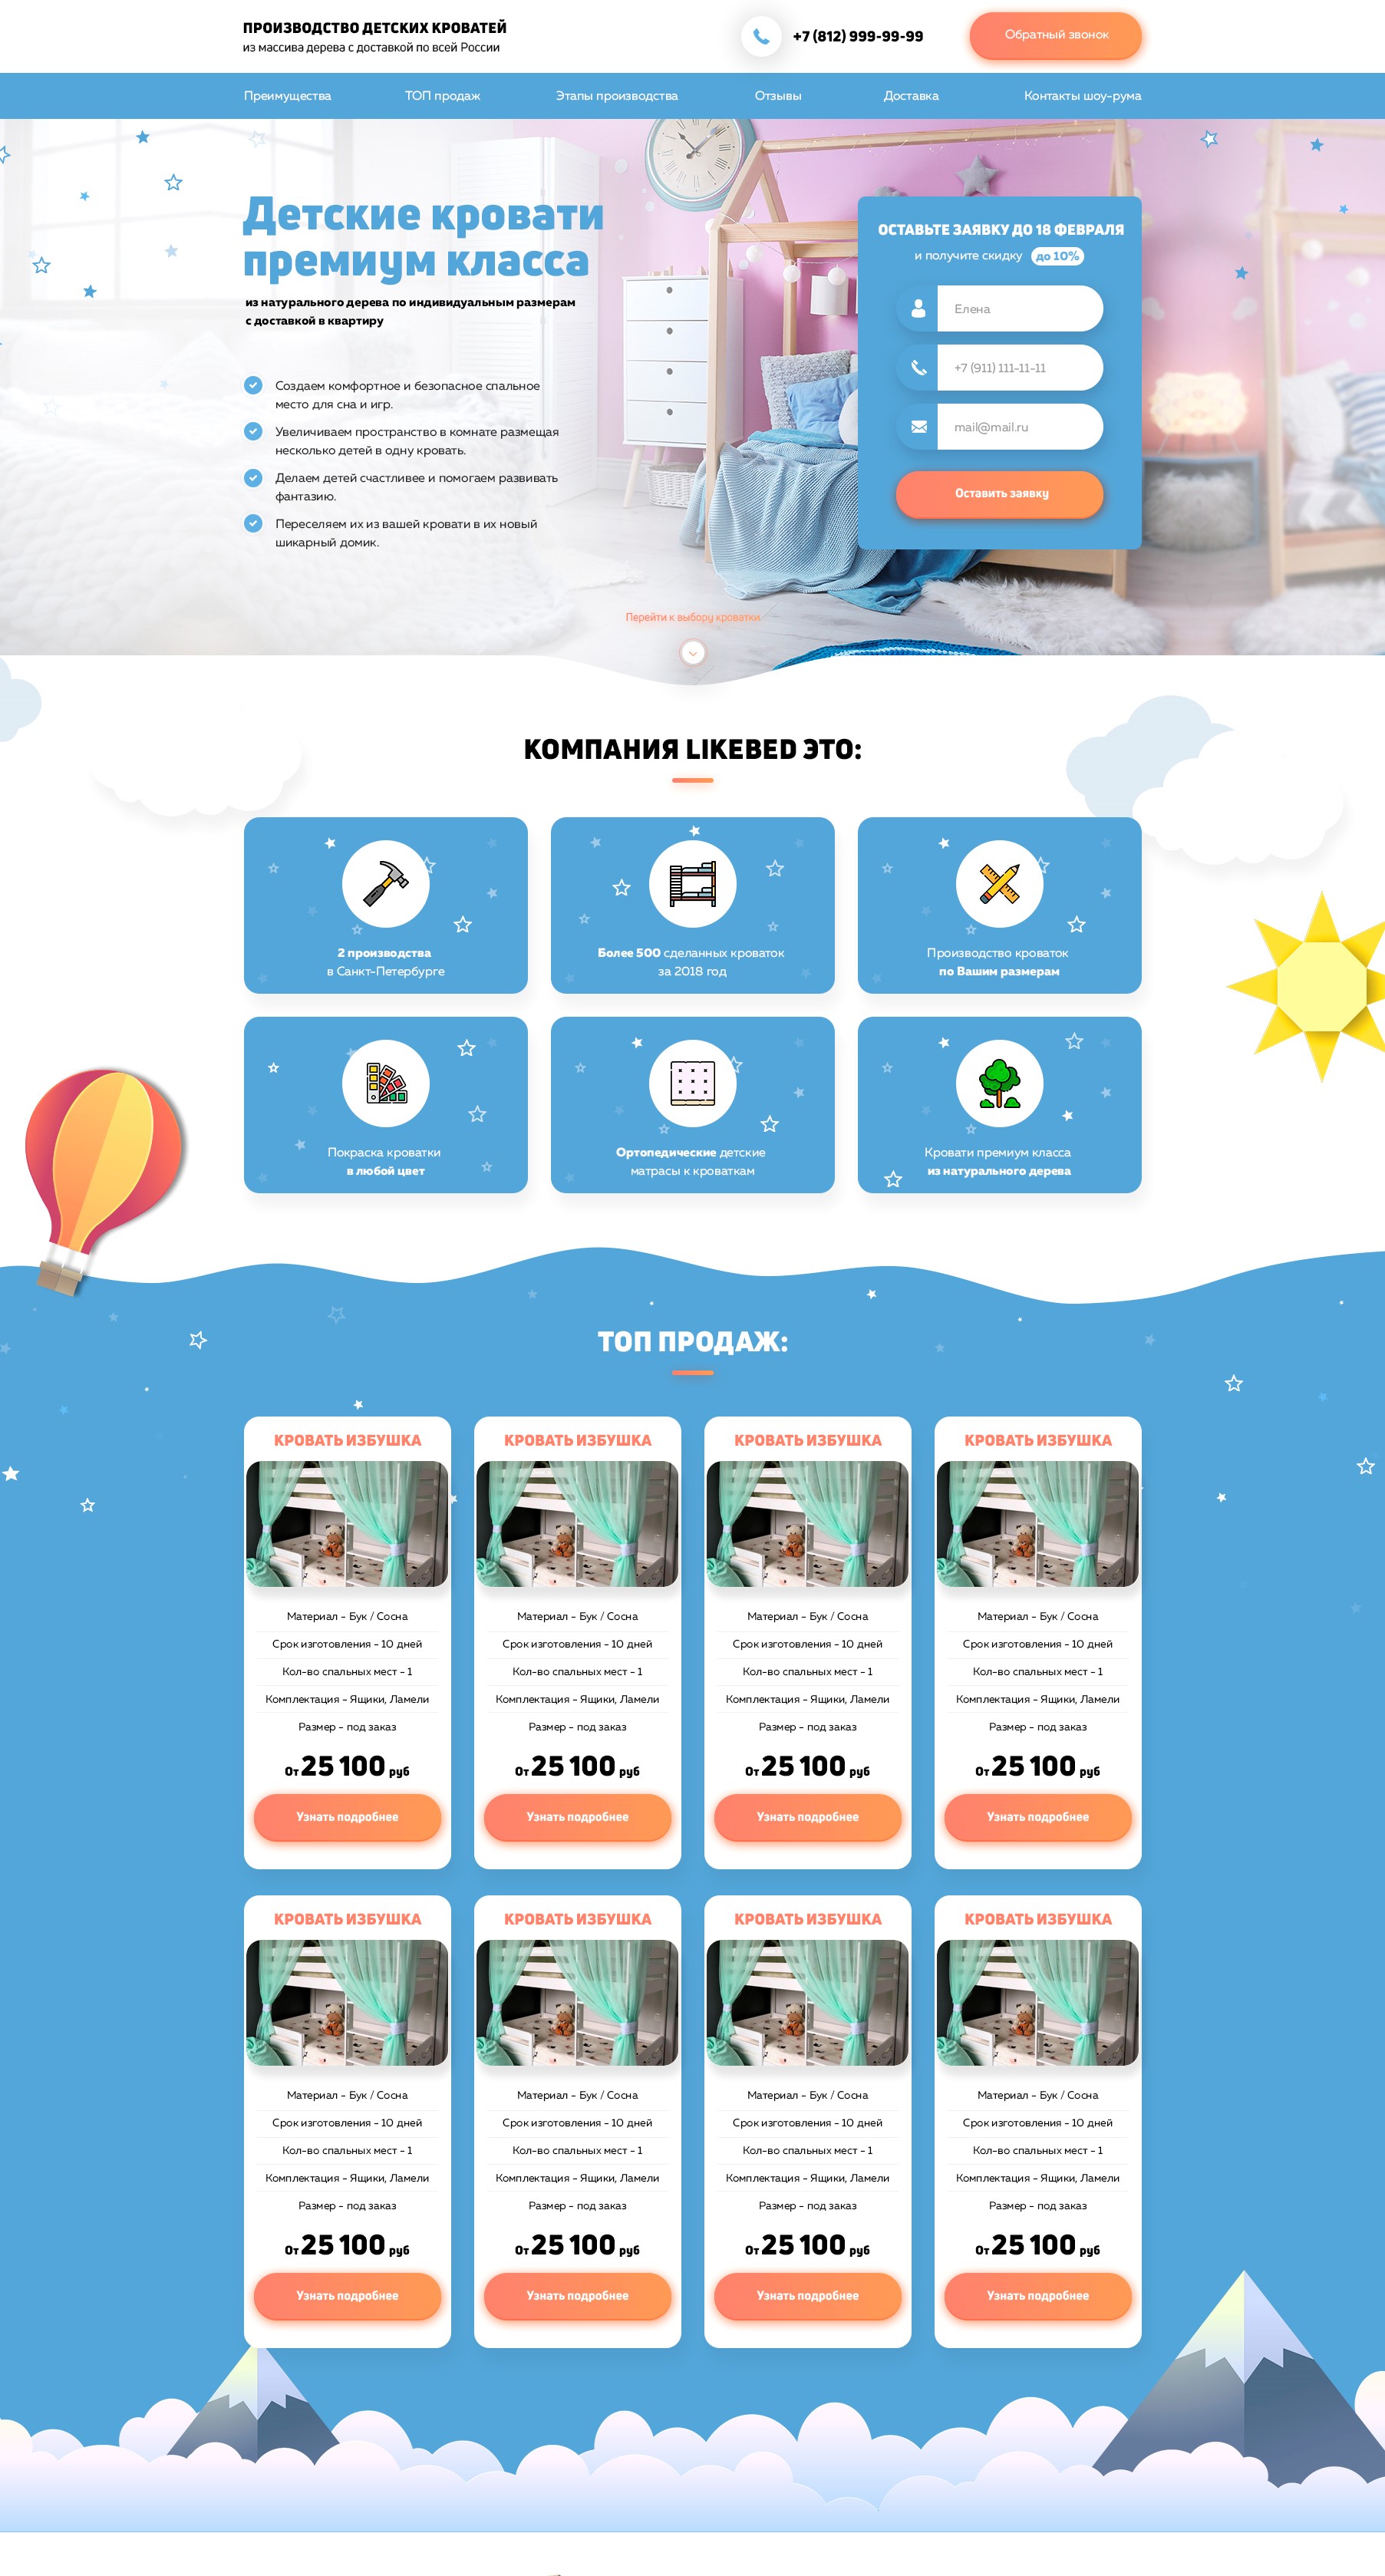 ПРОИЗВОДСТВО ДЕТСКИХ КРОВАТЕЙ
из массива дерева с доставкой по всей России
+7 (812) 999-99-99
Обратный звонок
Преимущества ТОП продаж Этапы производства Отзывы Доставка Контакты шоу-рума
Детские кровати
премиум класса
из натурального дерева по индивидуальным размерам
с доставкой в квартиру
Создаем комфортное и безопасное спальное
место для сна и игр.
Увеличиваем пространство в комнате размещая
несколько детей в одну кровать.
Делаем детей счастливее и помогаем развивать
фантазию.
Переселяем их из вашей кровати в их новый
шикарный домик.
ОСТАВЬТЕ ЗАЯВКУ ДО 18 ФЕВРАЛЯ
и получите скидку до 10%
Елена
+7 (911) 111-11-11
mail@mail.ru
Оставить заявку
Перейти к выбору кроватки
КОМПАНИЯ LIKEBED ЭТО:
2 производства
в Санкт-Петербурге
Более 500 сделанных кроваток
за 2018 год
Производство кроваток
по Вашим размерам
Покраска кроватки
в любой цвет
Ортопедические детские
матрасы к кроваткам
Кровати премиум класса
из натурального дерева
ТОП ПРОДАЖ:
КРОВАТЬ ИЗБУШКА КРОВАТЬ ИЗБУШКА КРОВАТЬ ИЗБУШКА КРОВАТЬ ИЗБУШКА
Материал - Бук / Сосна Материал - Бук / Сосна Материал - Бук / Сосна Материал - Бук / Сосна
Срок изготовления - 10 дней Срок изготовления - 10 дней Срок изготовления - 10 дней Срок изготовления - 10 дней
Кол-во спальных мест - 1 Кол-во спальных мест - 1 Кол-во спальных мест - 1 Кол-во спальных мест - 1
Комплектация - Ящики, Ламели Комплектация - Ящики, Ламели Комплектация - Ящики, Ламели Комплектация - Ящики, Ламели
Размер - под заказ Размер - под заказ Размер - под заказ Размер - под заказ
От 25 100 руб От 25 100 руб От 25 100 руб От 25 100 руб
Узнать подробнее Узнать подробнее Узнать подробнее Узнать подробнее
КРОВАТЬ ИЗБУШКА КРОВАТЬ ИЗБУШКА КРОВАТЬ ИЗБУШКА КРОВАТЬ ИЗБУШКА
Материал - Бук / Сосна Материал - Бук / Сосна Материал - Бук / Сосна Материал - Бук / Сосна
Срок изготовления - 10 дней Срок изготовления - 10 дней Срок изготовления - 10 дней Срок изготовления - 10 дней
Кол-во спальных мест - 1 Кол-во спальных мест - 1 Кол-во спальных мест - 1 Кол-во спальных мест - 1
Комплектация - Ящики, Ламели Комплектация - Ящики, Ламели Комплектация - Ящики, Ламели Комплектация - Ящики, Ламели
Размер - под заказ Размер - под заказ Размер - под заказ Размер - под заказ
От 25 100 руб От 25 100 руб От 25 100 руб От 25 100 руб
Узнать подробнее Узнать подробнее Узнать подробнее Узнать подробнее